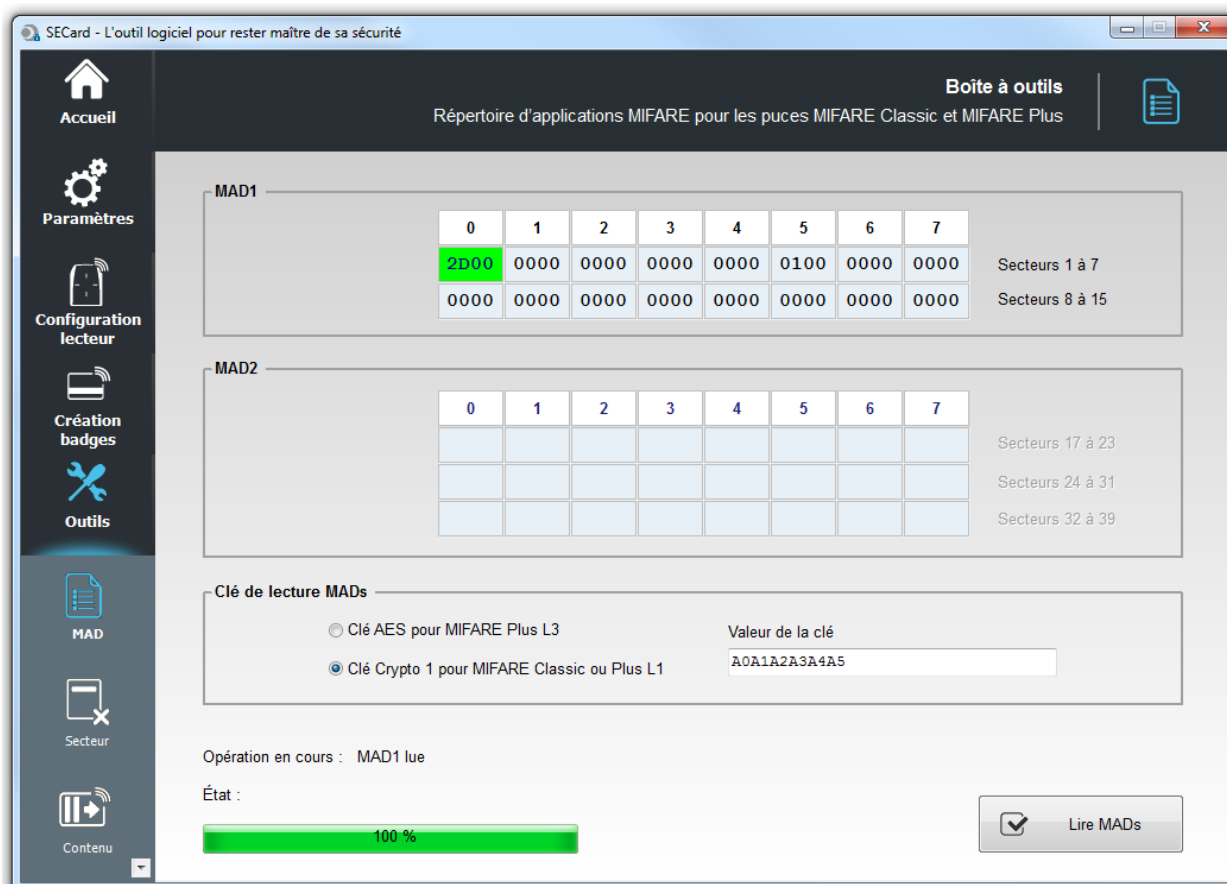 SECard - L'outil logiciel pour rester maître de sa sécurité
Accueil
Paramètres
Configuration
lecteur
Création
badges
Outils
MAD
Secteur
Contenu
Boîte à outils
Répertoire d'applications MIFARE pour les puces MIFARE Classic et MIFARE Plus
MAD1
0 1 2 3 4 5 6 7
2D00 0000 0000 0000 0000 0100 0000 0000 Secteurs 1 à 7
0000 0000 0000 0000 0000 0000 0000 0000 Secteurs 8 à 15
MAD2
0 1 2 3 4 5 6 7
Secteurs 17 à 23
Secteurs 24 à 31
Secteurs 32 à 39
Clé de lecture MADs
Clé AES pour MIFARE Plus L3
Clé Crypto 1 pour MIFARE Classic ou Plus L1
Valeur de la clé
A0A1A2A3A4A5
Opération en cours : MAD1 lue
État :
100 %
Lire MADs